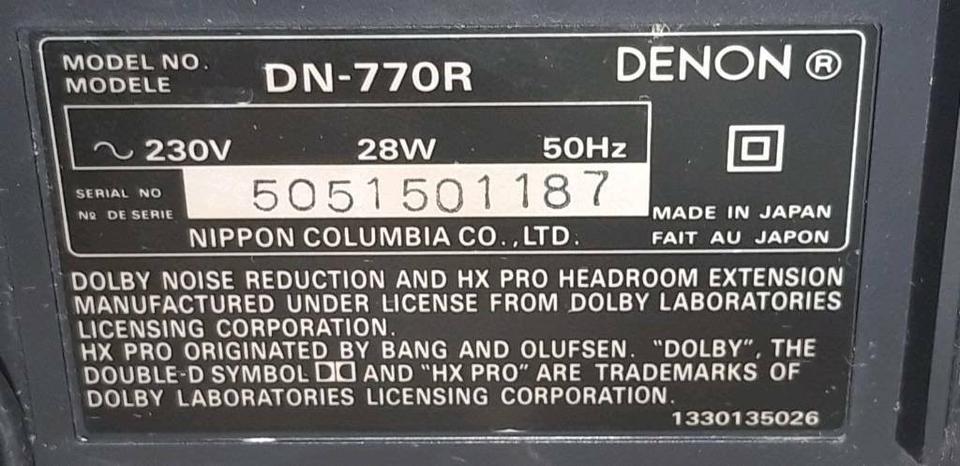 MODEL NO.
MODELE
DN-770R
DENON ®
~ 230V 28W 50Hz
SERIAL NO
Nº DE SERIE
5051501187
MADE IN JAPAN
FAIT AU JAPON
NIPPON COLUMBIA CO.,LTD.
DOLBY NOISE REDUCTION AND HX PRO HEADROOM EXTENSION
MANUFACTURED UNDER LICENSE FROM DOLBY LABORATORIES
LICENSING CORPORATION.
HX PRO ORIGINATED BY BANG AND OLUFSEN. "DOLBY", THE
DOUBLE-D SYMBOL AND "HX PRO" ARE TRADEMARKS OF
DOLBY LABORATORIES LICENSING CORPORATION.
1330135026